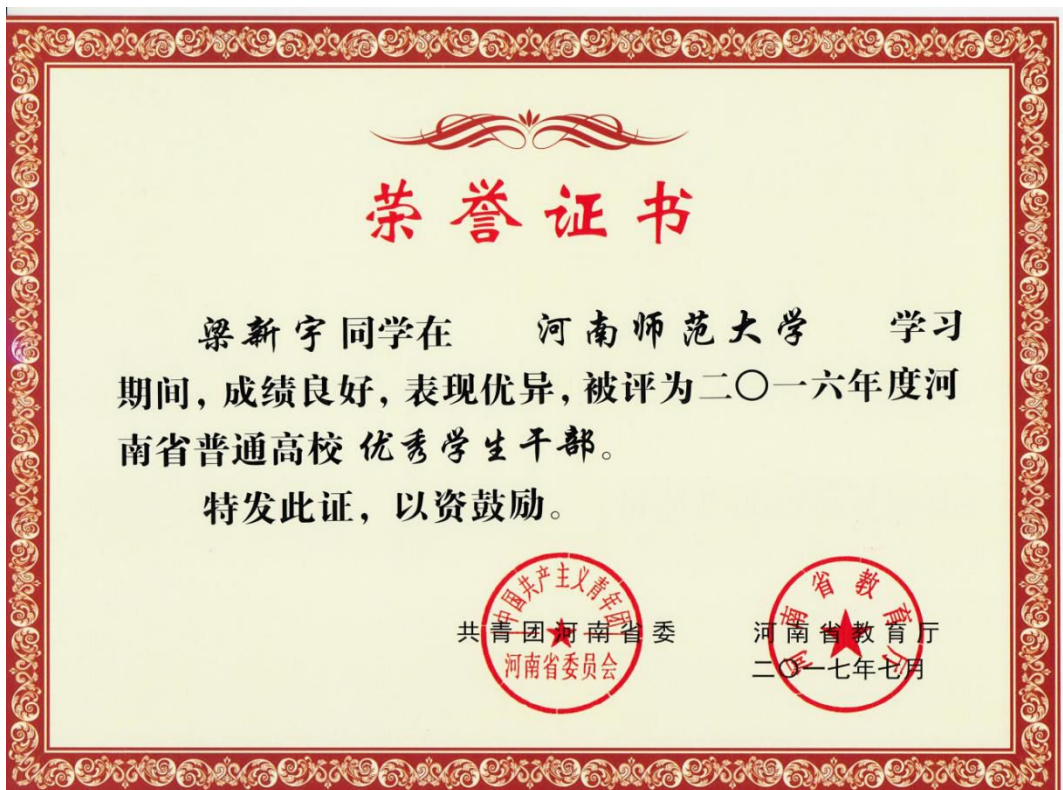 荣誉证书
梁新宇同学在 河南师范大学 学习
期间，成绩良好，表现优异，被评为二〇一六年度河
南省普通高校 优秀学生干部。
特发此证，以资鼓励。
中国共产主义青年团
河南省委员会
共青团河南省委
河南省教育厅
河南省教育厅
二〇一七年七月